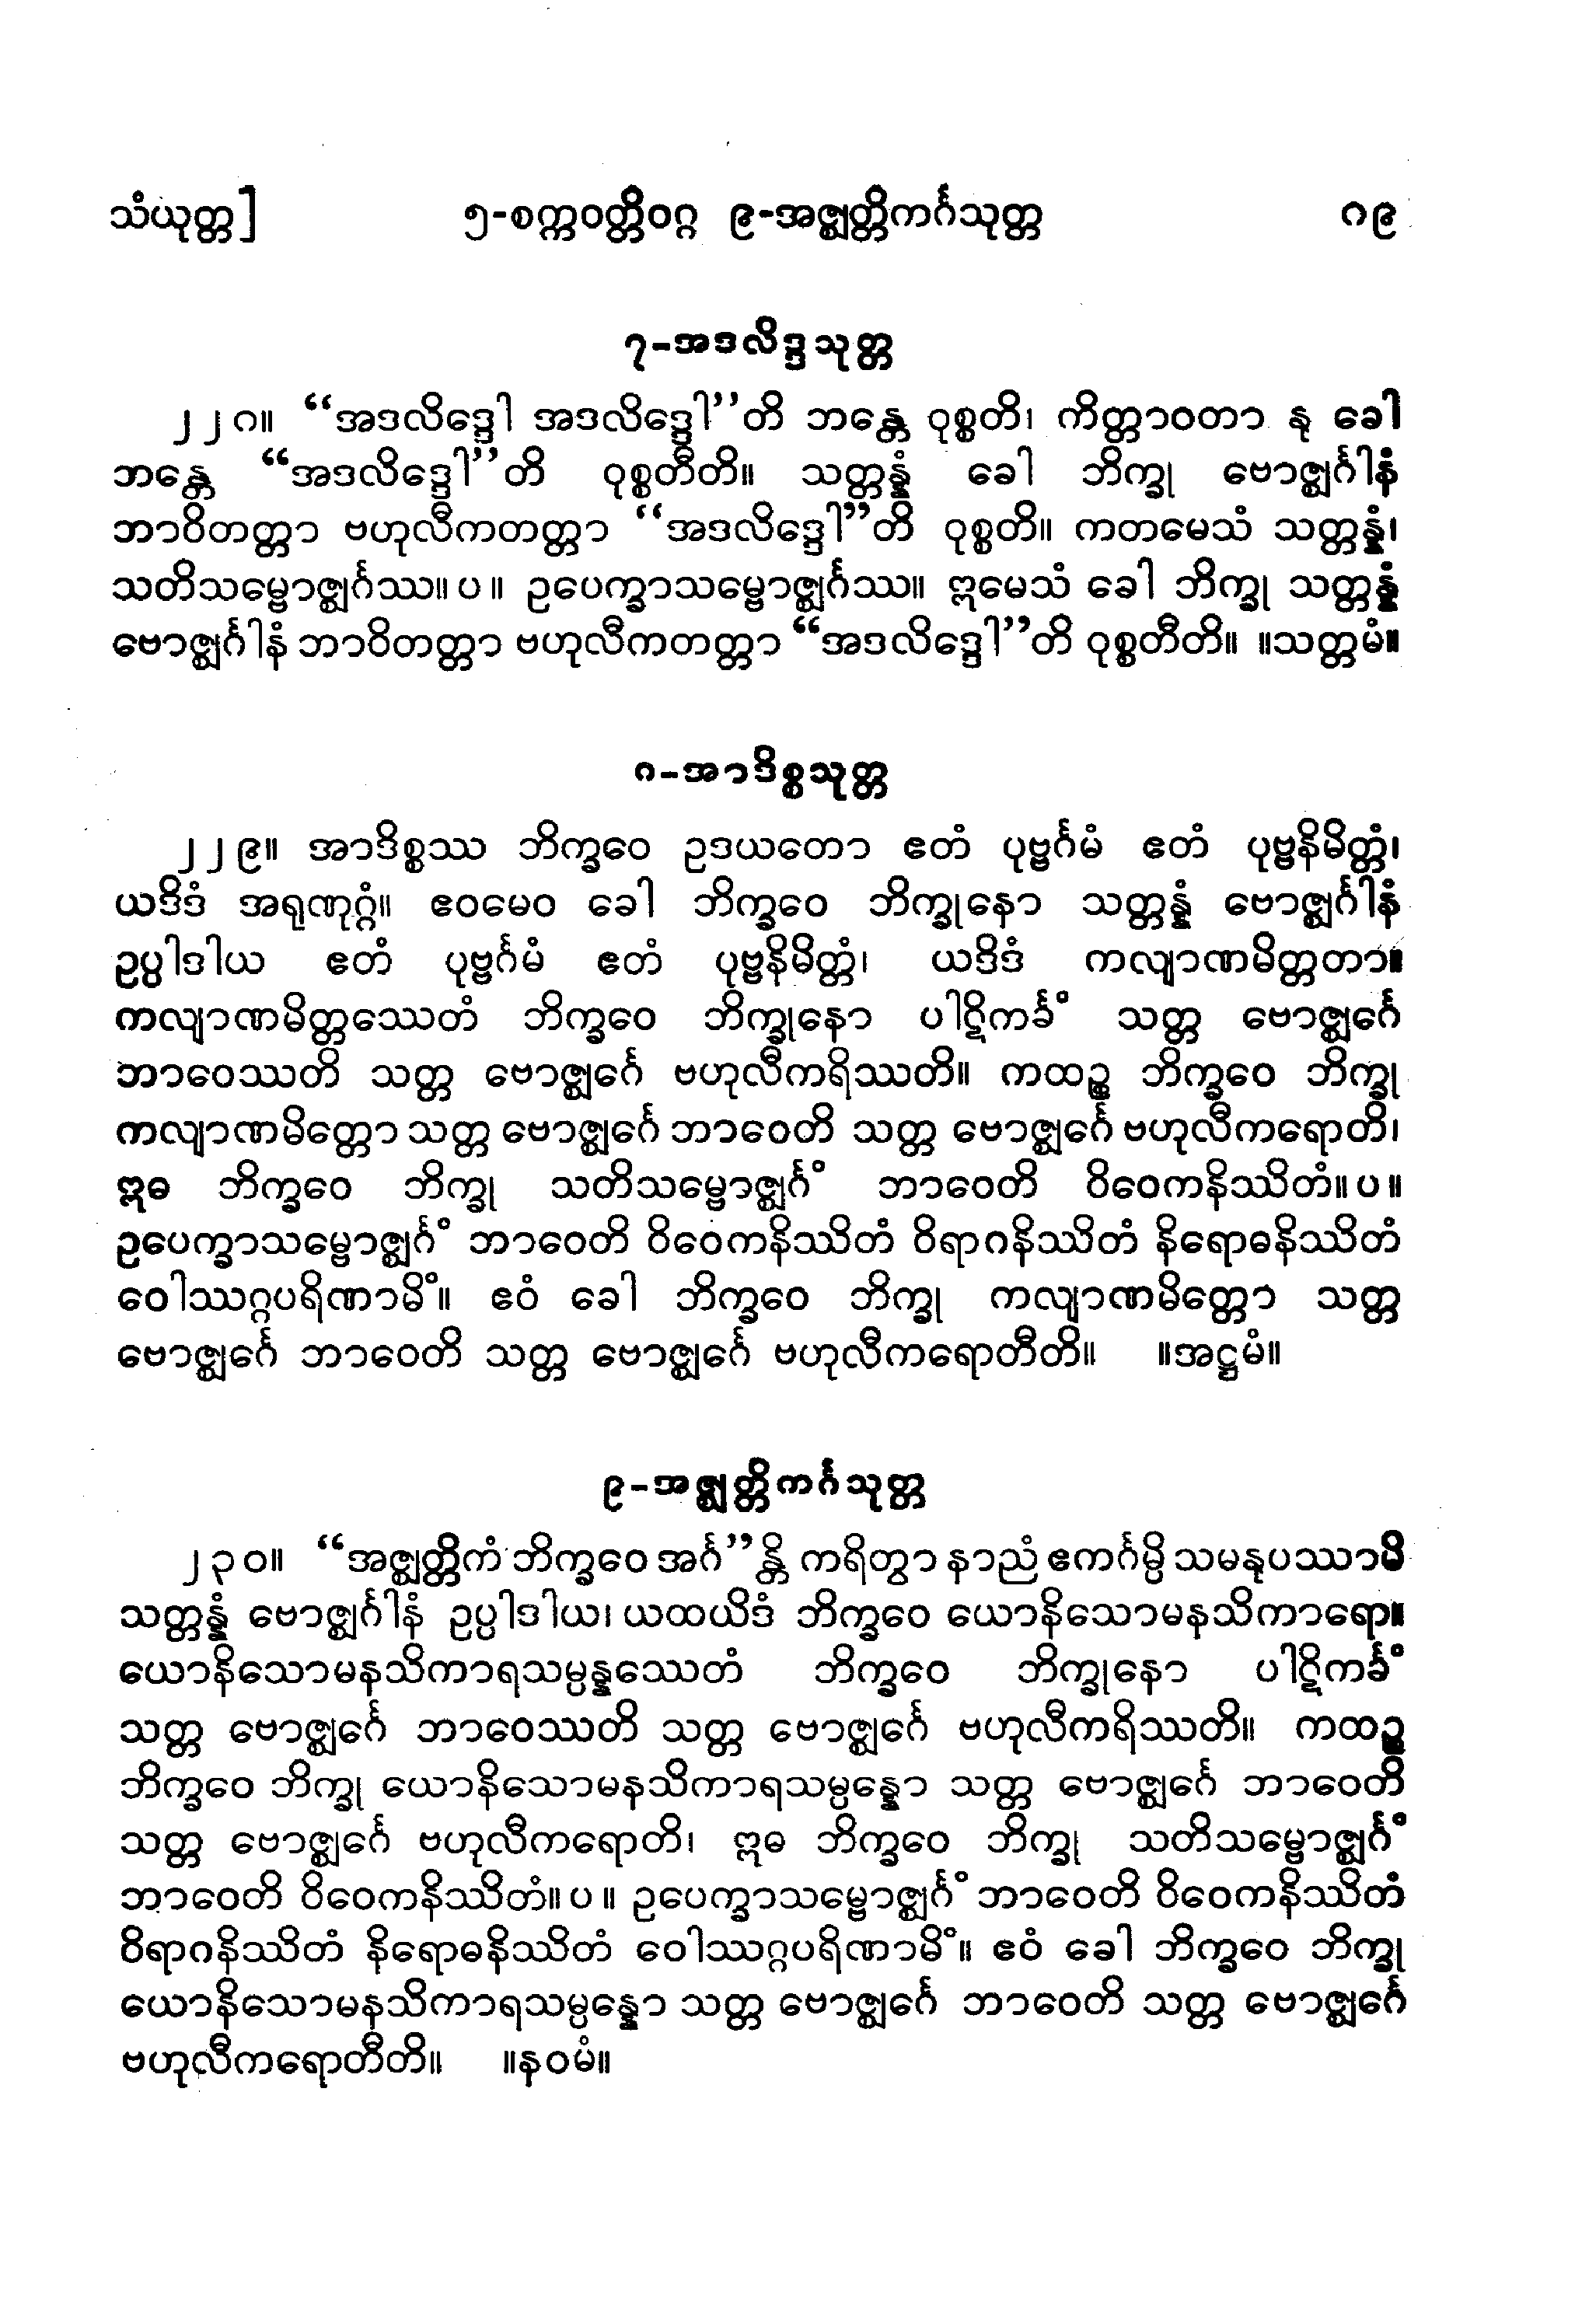 သံယုတ္တ] ၅-စက္ကဝတ္တိဝဂ္ဂ ၉-အဇ္ဈတ္တိကင်္ဂသုတ္တ ၈၉
၇-အဒလိဒ္ဒသုတ္တ
၂၂၈။ “အဒလိဒ္ဒေါ အဒလိဒ္ဒေါ”တိ ဘန္တေ ဝုစ္စတိ၊ ကိတ္တာဝတာ နု ခေါ
ဘန္တေ “အဒလိဒ္ဒေါ”တိ ဝုစ္စတီတိ။ သတ္တန္နံ ခေါ ဘိက္ခု ဗောဇ္ဈင်္ဂါနံ
ဘာဝိတတ္တာ ဗဟုလီကတတ္တာ “အဒလိဒ္ဒေါ”တိ ဝုစ္စတိ။ ကတမေသံ သတ္တန္နံ၊
သတိသမ္ဗောဇ္ဈင်္ဂဿ။ ပ ။ ဥပေက္ခာသမ္ဗောဇ္ဈင်္ဂဿ။ ဣမေသံ ခေါ ဘိက္ခု သတ္တန္နံ
ဗောဇ္ဈင်္ဂါနံ ဘာဝိတတ္တာ ဗဟုလီကတတ္တာ “အဒလိဒ္ဒေါ”တိ ဝုစ္စတီတိ။ ။သတ္တမံ။
၈-အာဒိစ္စသုတ္တ
၂၂၉။ အာဒိစ္စဿ ဘိက္ခဝေ ဥဒယတော ဧတံ ပုဗ္ဗင်္ဂမံ ဧတံ ပုဗ္ဗနိမိတ္တံ၊
ယဒိဒံ အရုဏုဂ္ဂံ။ ဧဝမေဝ ခေါ ဘိက္ခဝေ ဘိက္ခုနော သတ္တန္နံ ဗောဇ္ဈင်္ဂါနံ
ဥပ္ပါဒါယ ဧတံ ပုဗ္ဗင်္ဂမံ ဧတံ ပုဗ္ဗနိမိတ္တံ၊ ယဒိဒံ ကလျာဏမိတ္တတာ။
ကလျာဏမိတ္တဿေတံ ဘိက္ခဝေ ဘိက္ခုနော ပါဋိကင်္ခံ သတ္တ ဗောဇ္ဈင်္ဂေ
ဘာဝေဿတိ သတ္တ ဗောဇ္ဈင်္ဂေ ဗဟုလီကရိဿတိ။ ကထဉ္စ ဘိက္ခဝေ ဘိက္ခု
ကလျာဏမိတ္တော သတ္တ ဗောဇ္ဈင်္ဂေ ဘာဝေတိ သတ္တ ဗောဇ္ဈင်္ဂေ ဗဟုလီကရောတိ၊
ဣဓ ဘိက္ခဝေ ဘိက္ခု သတိသမ္ဗောဇ္ဈင်္ဂံ ဘာဝေတိ ဝိဝေကနိဿိတံ။ ပ ။
ဥပေက္ခာသမ္ဗောဇ္ဈင်္ဂံ ဘာဝေတိ ဝိဝေကနိဿိတံ ဝိရာဂနိဿိတံ နိရောဓနိဿိတံ
ဝေါဿဂ္ဂပရိဏာမိံ။ ဧဝံ ခေါ ဘိက္ခဝေ ဘိက္ခု ကလျာဏမိတ္တော သတ္တ
ဗောဇ္ဈင်္ဂေ ဘာဝေတိ သတ္တ ဗောဇ္ဈင်္ဂေ ဗဟုလီကရောတီတိ။ ။အဋ္ဌမံ။
၉-အဇ္ဈတ္တိကင်္ဂသုတ္တ
၂၃၀။ “အဇ္ဈတ္တိကံ ဘိက္ခဝေ အင်္ဂ”န္တိ ကရိတွာ နာညံ ဧကင်္ဂမ္ပိ သမနုပဿာမိ
သတ္တန္နံ ဗောဇ္ဈင်္ဂါနံ ဥပ္ပါဒါယ၊ ယထယိဒံ ဘိက္ခဝေ ယောနိသောမနသိကာရော။
ယောနိသောမနသိကာရသမ္ပန္နဿေတံ ဘိက္ခဝေ ဘိက္ခုနော ပါဋိကင်္ခံ
သတ္တ ဗောဇ္ဈင်္ဂေ ဘာဝေဿတိ သတ္တ ဗောဇ္ဈင်္ဂေ ဗဟုလီကရိဿတိ။ ကထဉ္စ
ဘိက္ခဝေ ဘိက္ခု ယောနိသောမနသိကာရသမ္ပန္နော သတ္တ ဗောဇ္ဈင်္ဂေ ဘာဝေတိ
သတ္တ ဗောဇ္ဈင်္ဂေ ဗဟုလီကရောတိ၊ ဣဓ ဘိက္ခဝေ ဘိက္ခု သတိသမ္ဗောဇ္ဈင်္ဂံ
ဘာဝေတိ ဝိဝေကနိဿိတံ။ ပ ။ ဥပေက္ခာသမ္ဗောဇ္ဈင်္ဂံ ဘာဝေတိ ဝိဝေကနိဿိတံ
ဝိရာဂနိဿိတံ နိရောဓနိဿိတံ ဝေါဿဂ္ဂပရိဏာမိံ။ ဧဝံ ခေါ ဘိက္ခဝေ ဘိက္ခု
ယောနိသောမနသိကာရသမ္ပန္နော သတ္တ ဗောဇ္ဈင်္ဂေ ဘာဝေတိ သတ္တ ဗောဇ္ဈင်္ဂေ
ဗဟုလီကရောတီတိ။ ။နဝမံ။